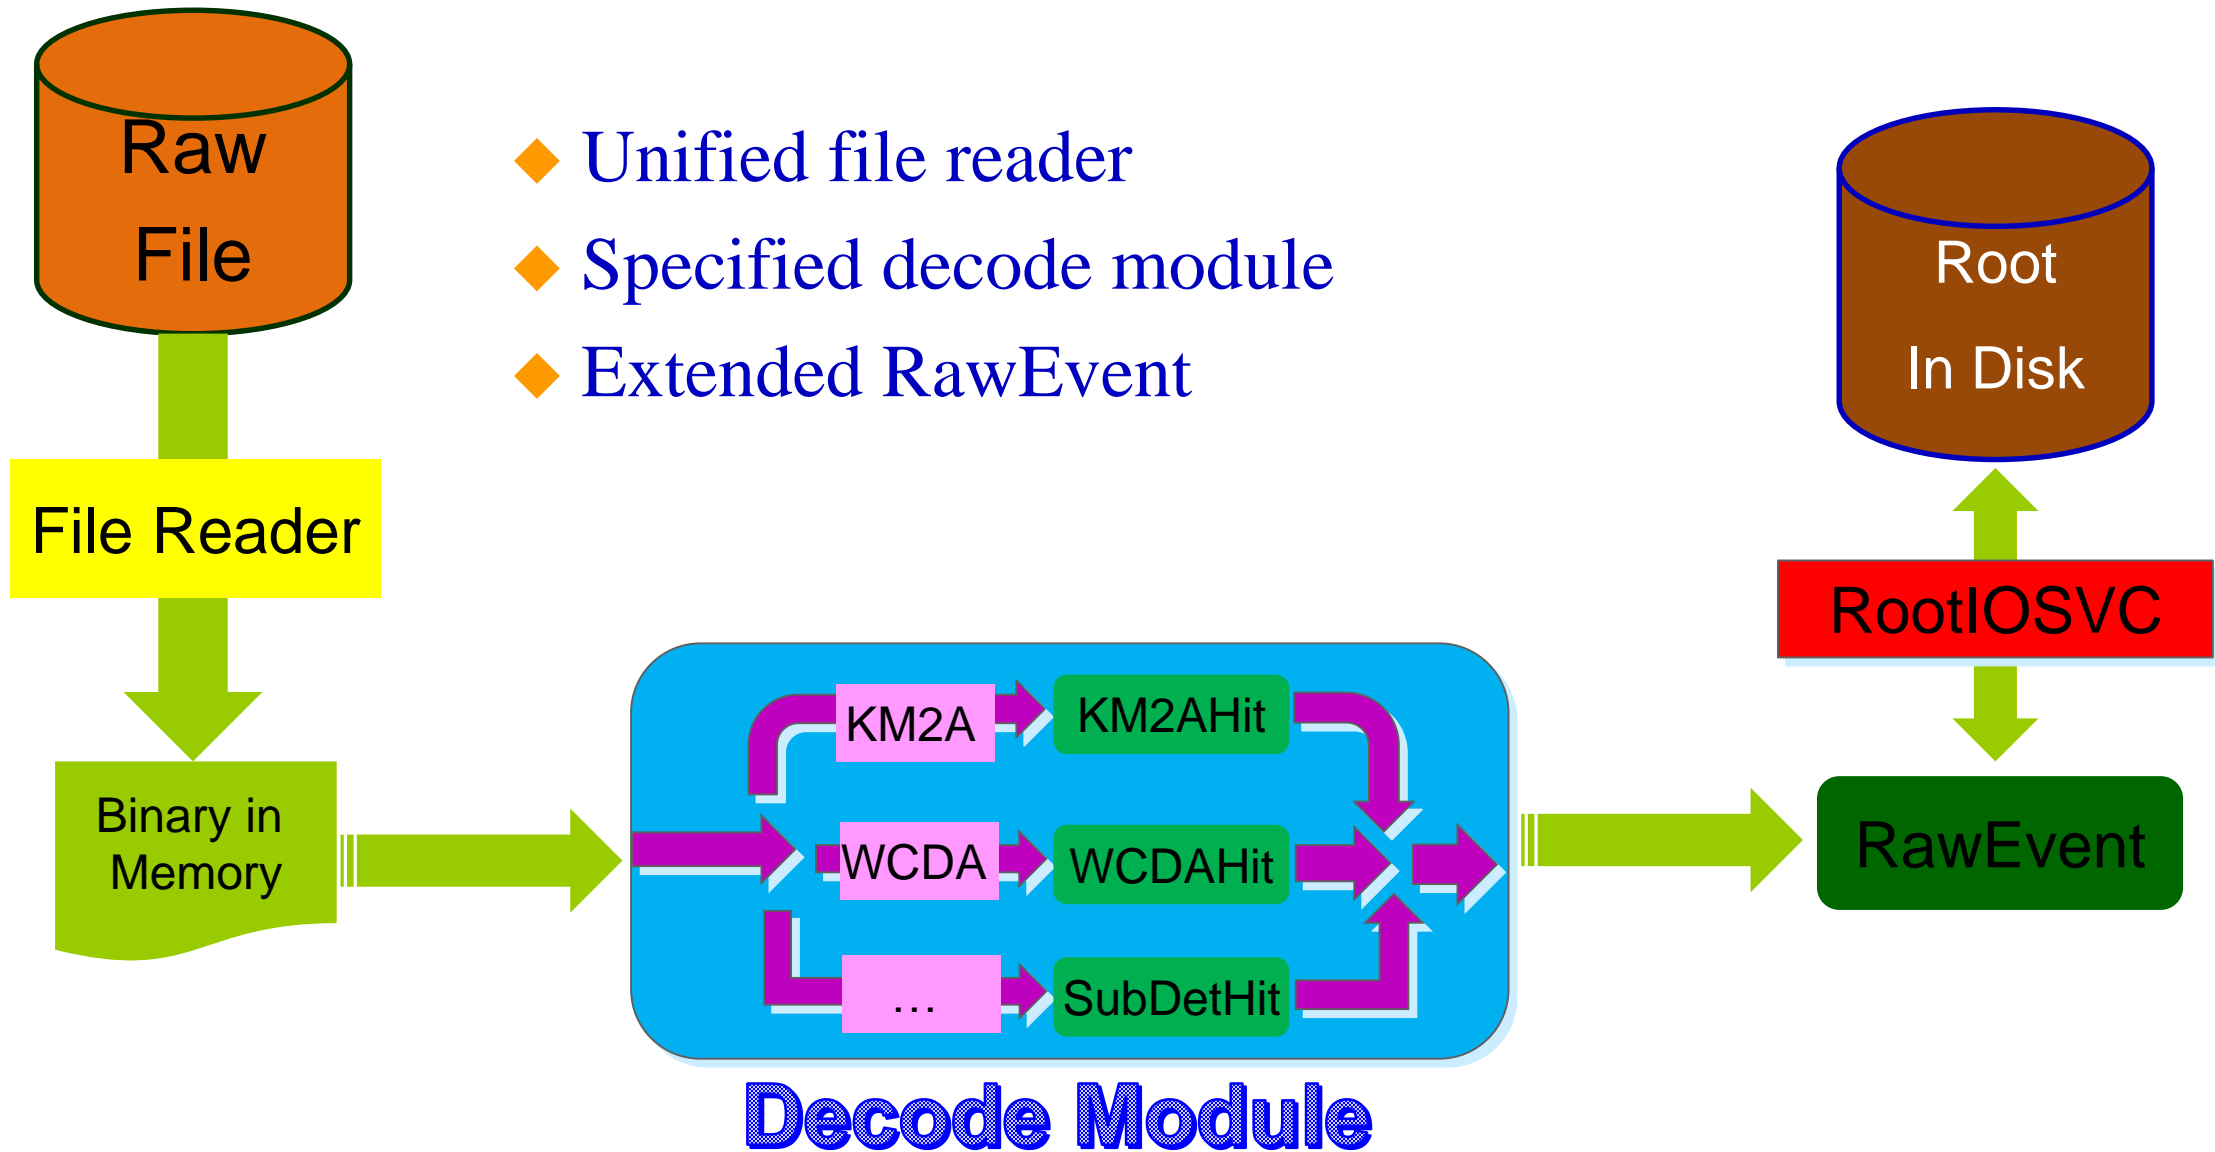 Raw
File
Unified file reader
Specified decode module
Extended RawEvent
Root
In Disk
File Reader
RootIOSVC
Binary in
Memory
KM2A
KM2AHit
WCDA
WCDAHit
...
SubDetHit
RawEvent
Decode Module